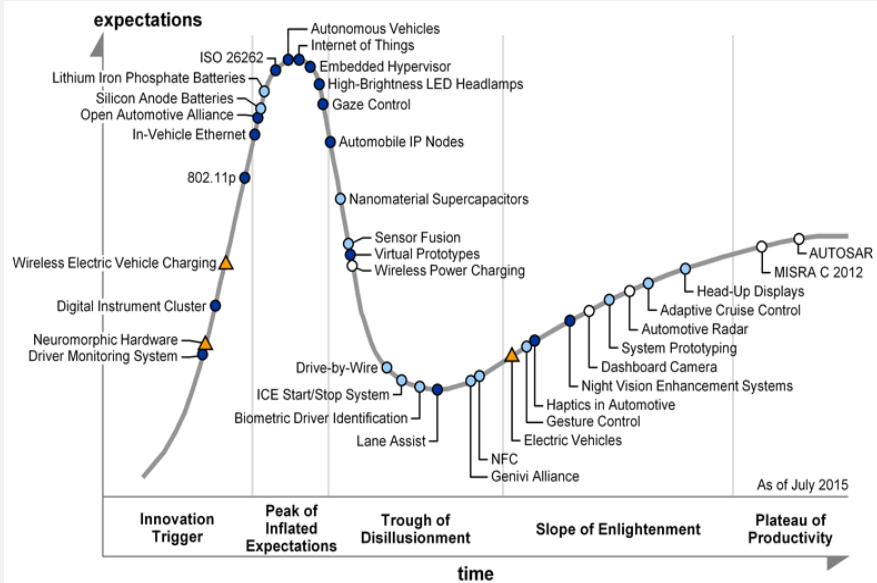 expectations
Autonomous Vehicles
Internet of Things
ISO 26262
Embedded Hypervisor
Lithium Iron Phosphate Batteries
High-Brightness LED Headlamps
Silicon Anode Batteries
Gaze Control
Open Automotive Alliance
In-Vehicle Ethernet
Automobile IP Nodes
802.11p
Nanomaterial Supercapacitors
Sensor Fusion
Virtual Prototypes
Wireless Power Charging
AUTOSAR
MISRA C 2012
Wireless Electric Vehicle Charging
Head-Up Displays
Digital Instrument Cluster
Adaptive Cruise Control
Automotive Radar
Neuromorphic Hardware
System Prototyping
Driver Monitoring System
Drive-by-Wire
Dashboard Camera
ICE Start/Stop System
Night Vision Enhancement Systems
Haptics in Automotive
Biometric Driver Identification
Gesture Control
Lane Assist
Electric Vehicles
NFC
Genivi Alliance
As of July 2015
Innovation
Trigger
Peak of
Inflated
Expectations
Trough of
Disillusionment
Slope of Enlightenment
Plateau of
Productivity
time